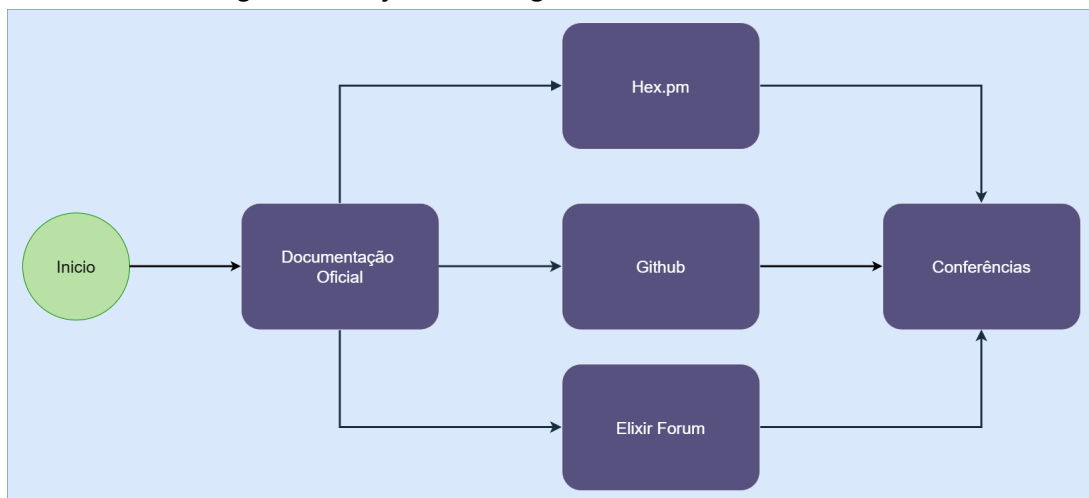 Hex.pm
Inicio
Documentação
Oficial
Github
Conferências
Elixir Forum